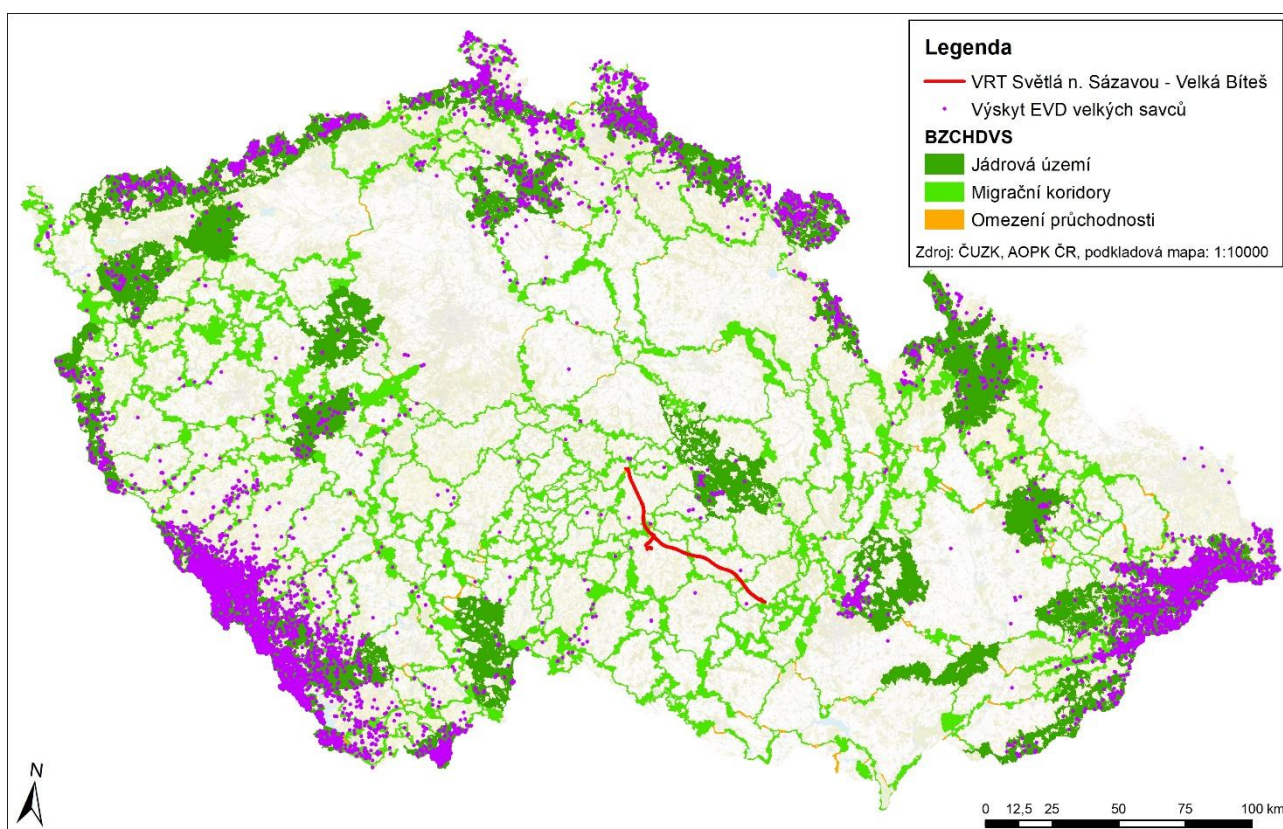 Legenda
VRT Světlá n. Sázavou - Velká Bíteš
Výskyt EVD velkých savců
BZCHDVS
Jádrová území
Migrační koridory
Omezení průchodnosti
Zdroj: ČUZK, AOPK ČR, podkladová mapa: 1:10000
N
0 12,5 25 50 75 100 km